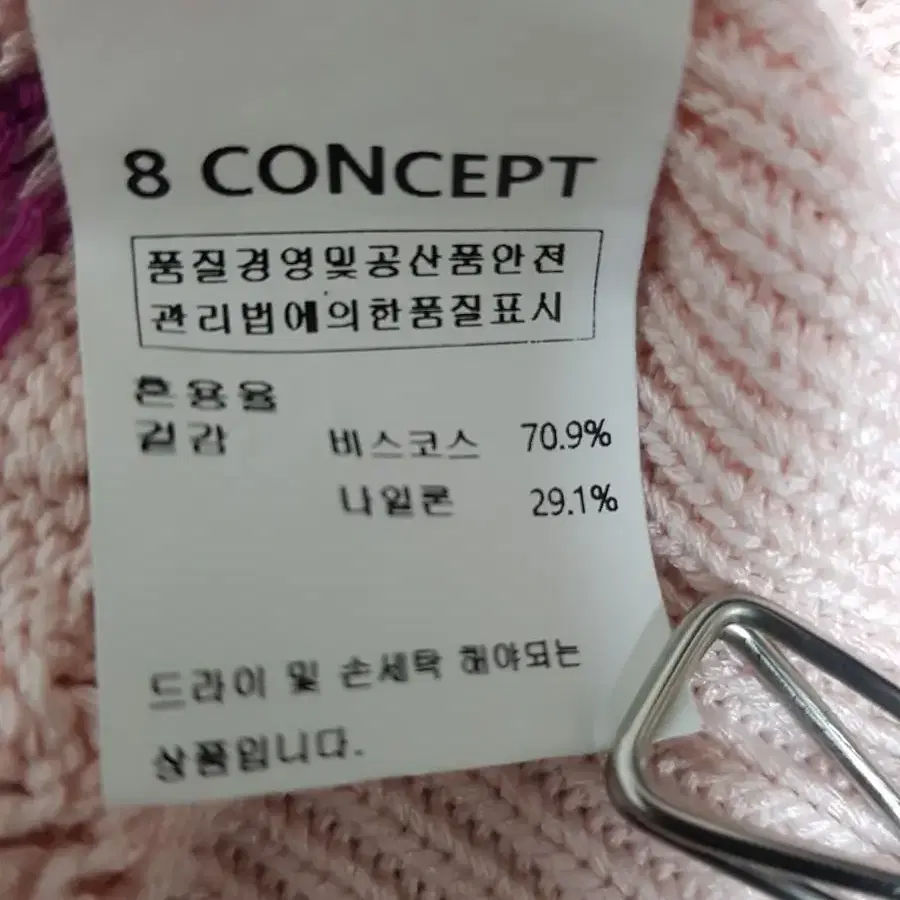 8 CONCEPT
품질경영및공산품안전
관리법에의한품질표시
혼용율
겉감 비스코스 70.9%
나일론 29.1%
드라이 및 손세탁 해야되는
상품입니다.